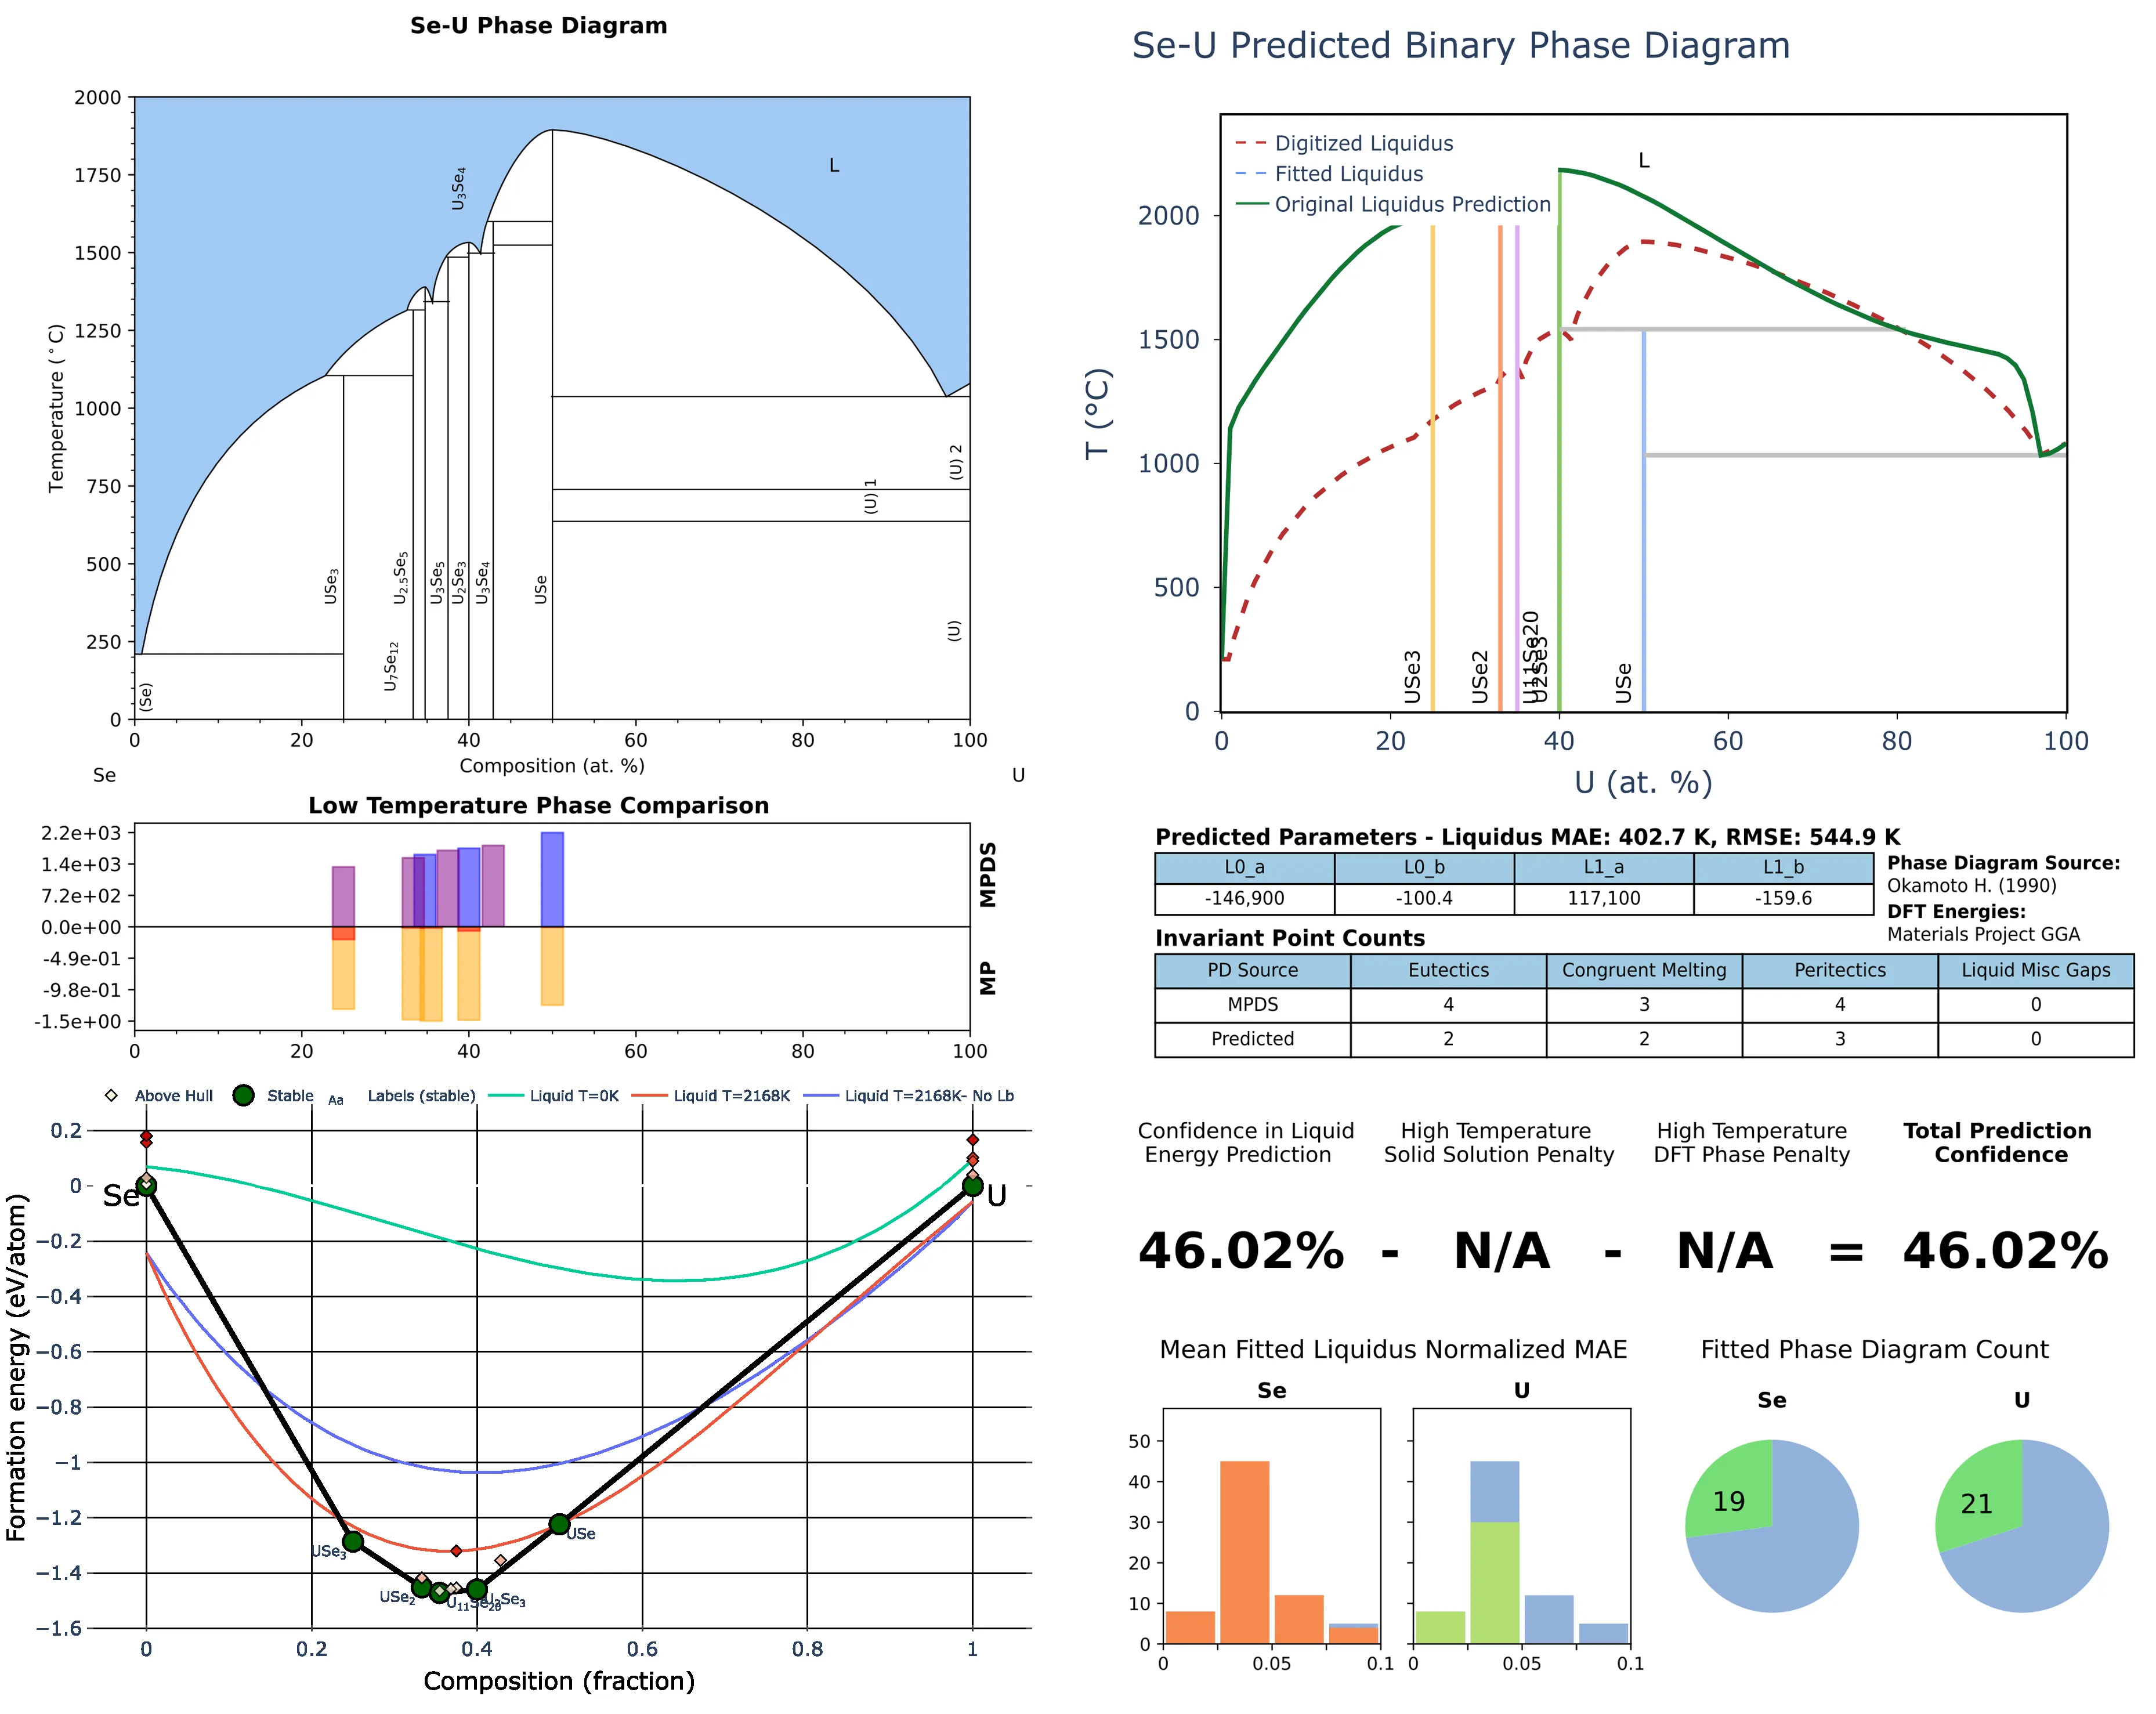 Se-U Phase Diagram
2000
1750
1500
1250
1000
750
500
250
0
Temperature (°C)
0
20
40
60
80
100
Composition (at. %)
Se
U
L
U3Se4
USe3
U7Se12
U2.5Se5
U3Se5
U2Se3
U3Se4
USe
(Se)
(U) 1
(U) 2
(U)
Low Temperature Phase Comparison
2.2e+03
1.4e+03
7.2e+02
0.0e+00
-4.9e-01
-9.8e-01
-1.5e+00
MPDS
MP
0
20
40
60
80
100
Above Hull
Stable
Aa
Labels (stable)
Liquid T=0K
Liquid T=2168K
Liquid T=2168K- No Lb
0.2
0
−0.2
−0.4
−0.6
−0.8
−1
−1.2
−1.4
−1.6
Formation energy (eV/atom)
Se
U
USe3
USe2
U11Se20
U2Se3
USe
0
0.2
0.4
0.6
0.8
1
Composition (fraction)
Se-U Predicted Binary Phase Diagram
Digitized Liquidus
Fitted Liquidus
Original Liquidus Prediction
L
2000
1500
1000
500
0
T (°C)
USe3
USe2
U11Se20
U2Se3
USe
0
20
40
60
80
100
U (at. %)
Predicted Parameters - Liquidus MAE: 402.7 K, RMSE: 544.9 K
L0_a L0_b L1_a L1_b
-146,900 -100.4 117,100 -159.6
Phase Diagram Source:
Okamoto H. (1990)
DFT Energies:
Materials Project GGA
Invariant Point Counts
PD Source Eutectics Congruent Melting Peritectics Liquid Misc Gaps
MPDS 4 3 4 0
Predicted 2 2 3 0
Confidence in Liquid
Energy Prediction
High Temperature
Solid Solution Penalty
High Temperature
DFT Phase Penalty
Total Prediction
Confidence
46.02% - N/A - N/A = 46.02%
Mean Fitted Liquidus Normalized MAE
Se
U
50
40
30
20
10
0
0
0.05
0.1
0
0.05
0.1
Fitted Phase Diagram Count
Se
U
19
21